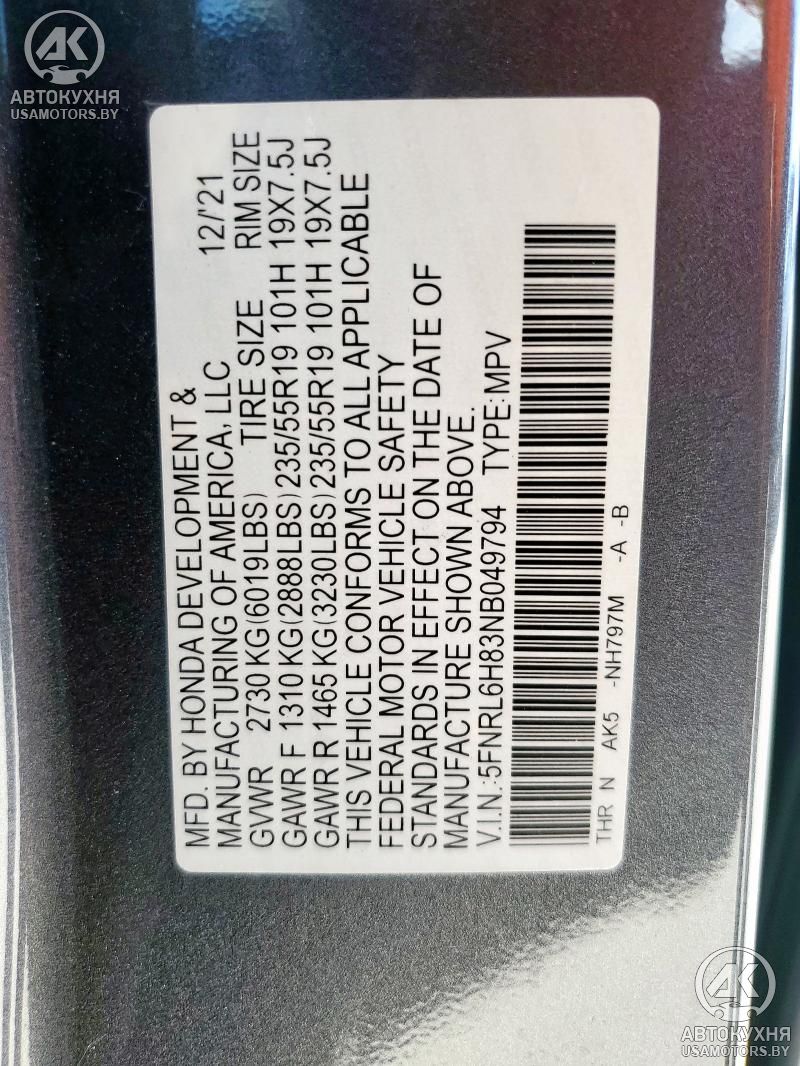 AK
АВТОКУХНЯ
USAMOTORS.BY
MFD. BY HONDA DEVELOPMENT &
MANUFACTURING OF AMERICA, LLC 12/'21
GVWR 2730 KG(6019LBS) TIRE SIZE RIM SIZE
GAWR F 1310 KG(2888LBS)235/55R19 101H 19X7.5J
GAWR R 1465 KG(3230LBS)235/55R19 101H 19X7.5J
THIS VEHICLE CONFORMS TO ALL APPLICABLE
FEDERAL MOTOR VEHICLE SAFETY
STANDARDS IN EFFECT ON THE DATE OF
MANUFACTURE SHOWN ABOVE.
V.I.N.:5FNRL6H83NB049794 TYPE:MPV
THR N AK5 -NH797M -A -B
AK
АВТОКУХНЯ
USAMOTORS.BY